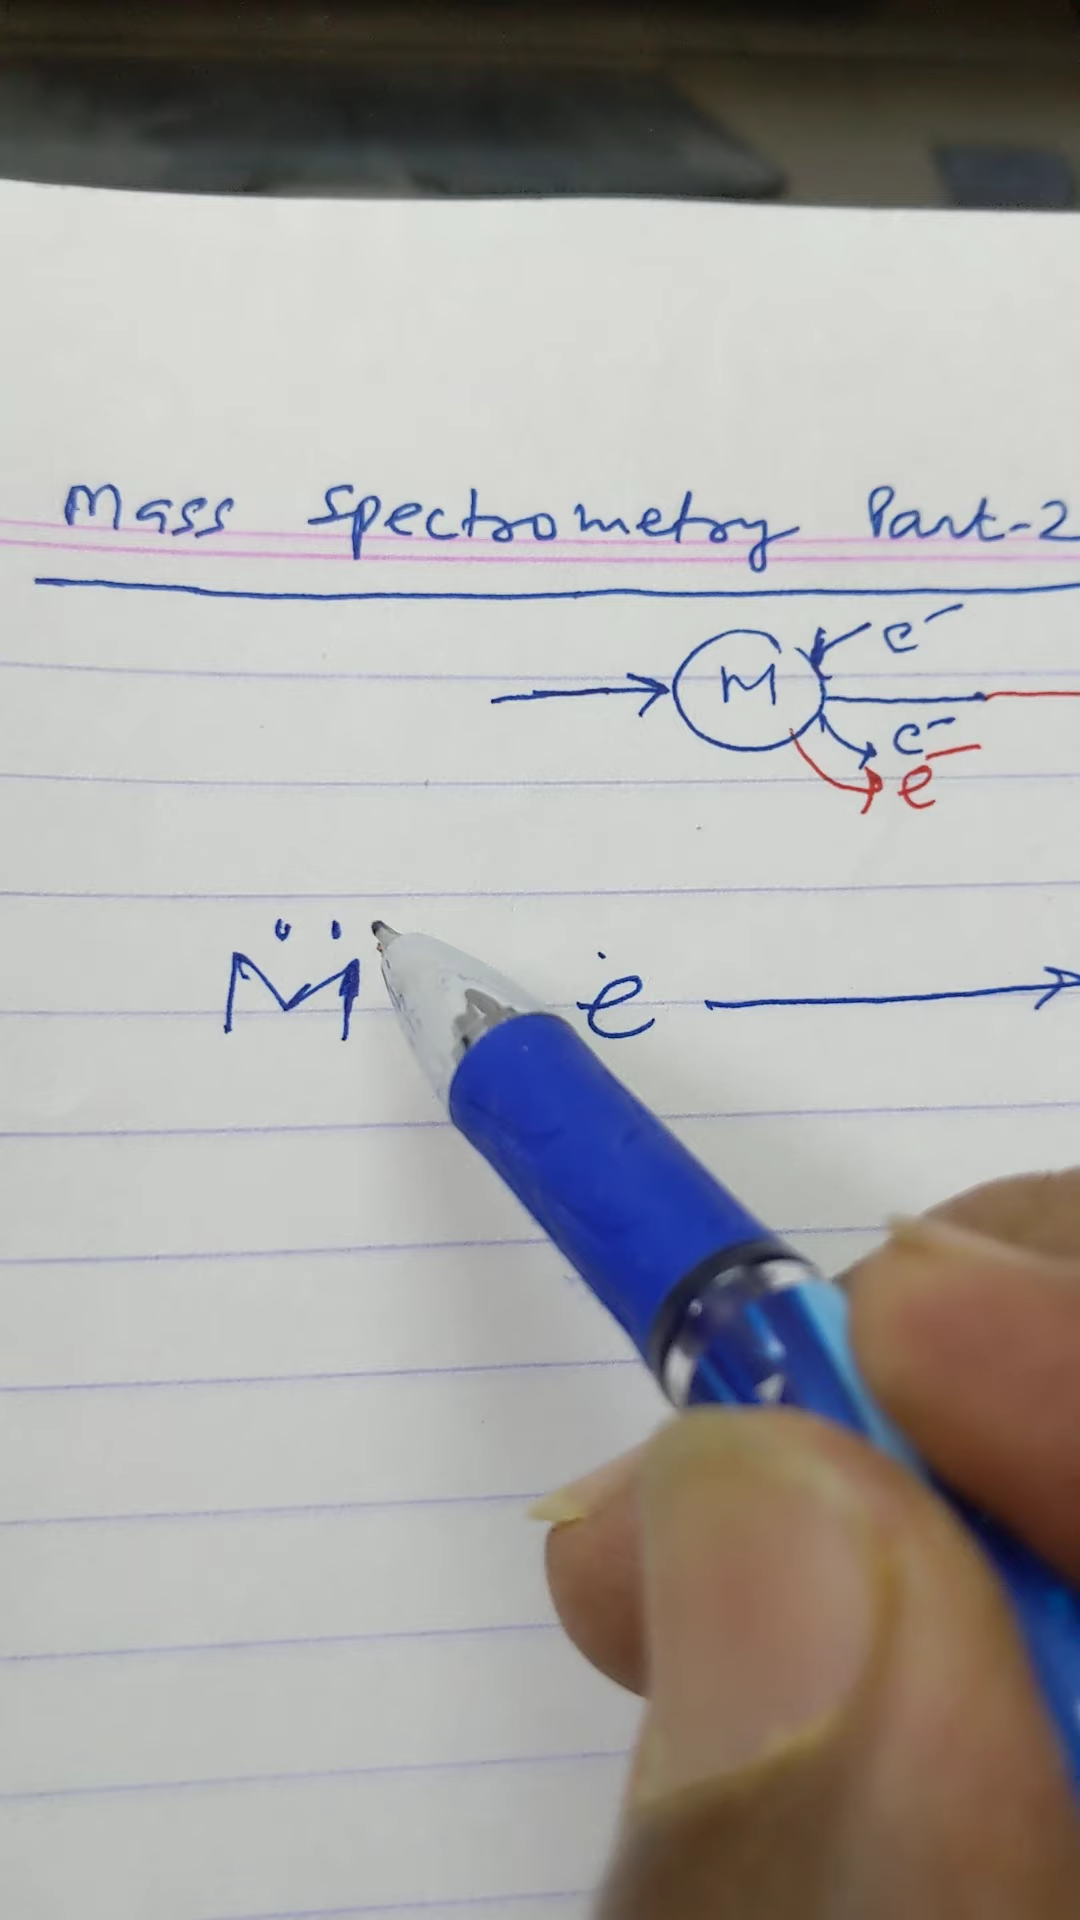 Mass Spectrometry Part-2
M e⁻
e⁻
e⁻
M̈ ė